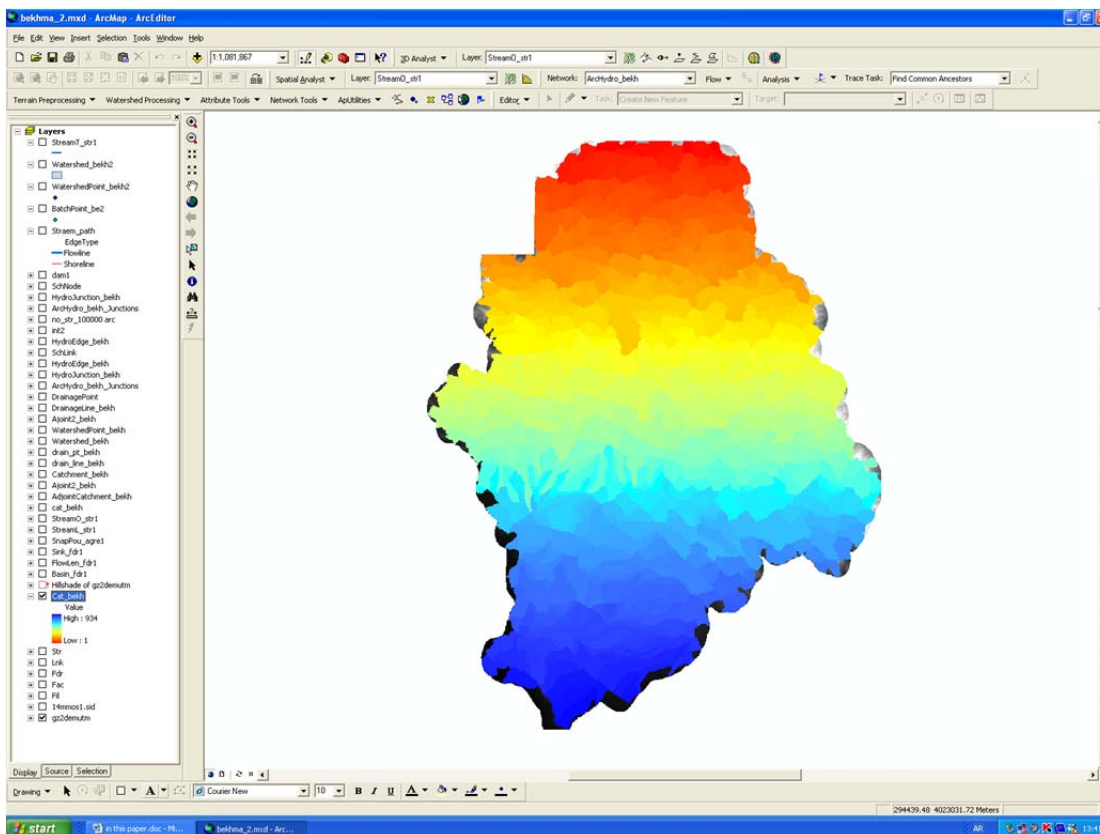 bekhma_2.mxd - ArcMap - ArcEditor
File Edit View Insert Selection Tools Window Help
1:1,081,867 3D Analyst Layer: StreamO_str1
100% Spatial Analyst Layer: StreamO_str1 Network: ArcHydro_bekh Flow Analysis Trace Task: Find Common Ancestors
Terrain Preprocessing Watershed Processing Attribute Tools Network Tools ApUtilities Editor Task: Create New Feature Target:
Layers
StreamT_str1
Watershed_bekh2
WatershedPoint_bekh2
BatchPoint_be2
Straem_path
EdgeType
Flowline
Shoreline
dam1
SchNode
HydroJunction_bekh
ArcHydro_bekh_Junctions
no_str_100000 arc
int2
HydroEdge_bekh
SchLink
HydroEdge_bekh
HydroJunction_bekh
ArcHydro_bekh_Junctions
DrainagePoint
DrainageLine_bekh
Ajoint2_bekh
WatershedPoint_bekh
Watershed_bekh
drain_pt_bekh
drain_line_bekh
Catchment_bekh
Ajoint2_bekh
AdjointCatchment_bekh
cat_bekh
StreamO_str1
StreamL_str1
SnapPou_agre1
Sink_fdr1
FlowLen_fdr1
Basin_fdr1
Hillshade of gz2demutm
Cat_bekh
Value
High : 934
Low : 1
Str
Lnk
Fdr
Fac
Fil
14mmos1.sid
gz2demutm
Display Source Selection
Drawing A Courier New 10 B I U A
294439.48 4023031.72 Meters
start in this paper.doc - Mi... bekhma_2.mxd - Arc... AR